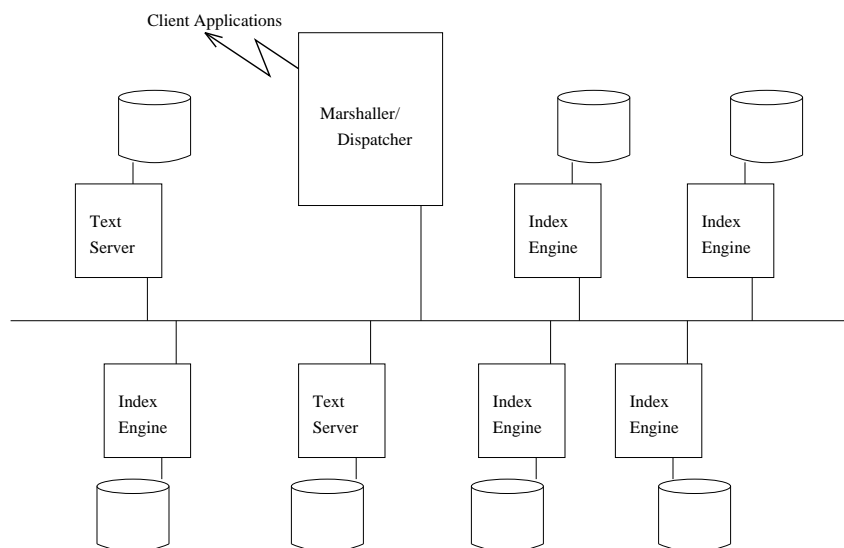 Client Applications
Marshaller/
Dispatcher
Text
Server
Index
Engine
Index
Engine
Index
Engine
Text
Server
Index
Engine
Index
Engine